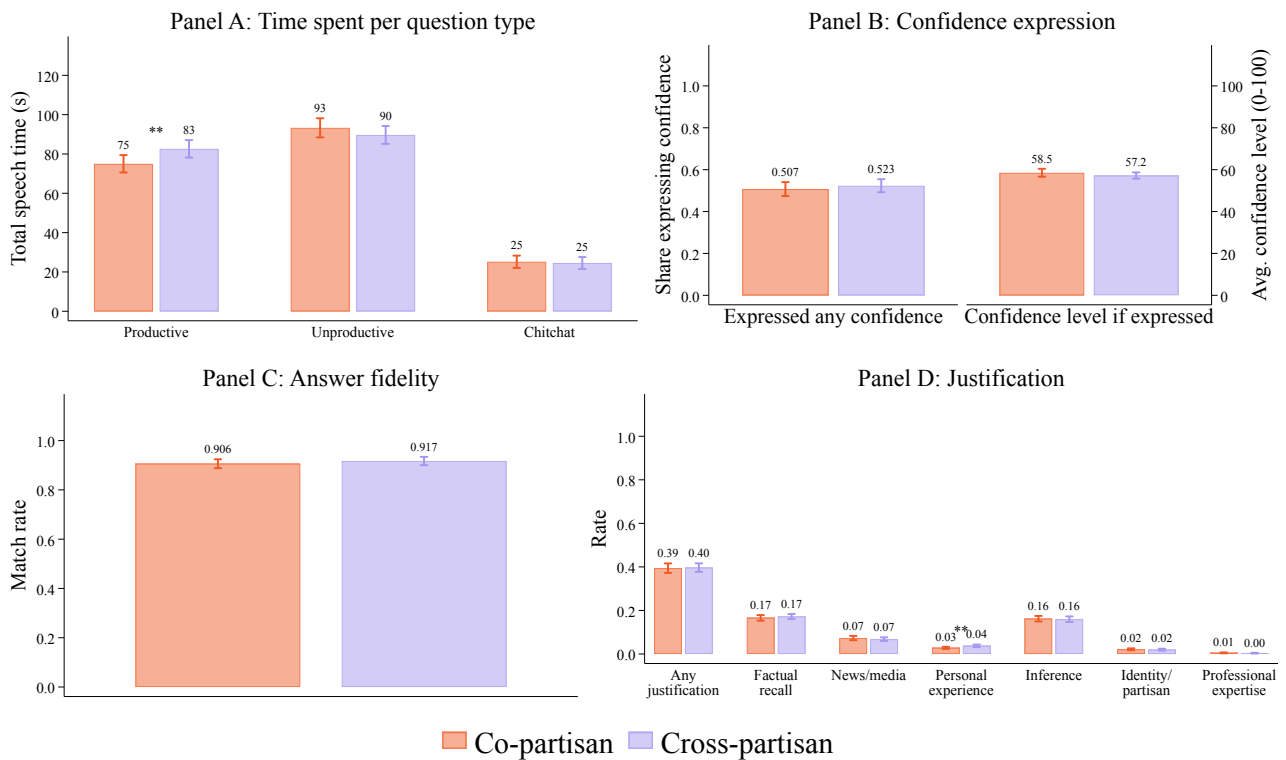 Panel A: Time spent per question type
Total speech time (s)
120
100
80
60
40
20
0
75
**
83
93
90
25
25
Productive
Unproductive
Chitchat
Panel B: Confidence expression
Share expressing confidence
1.0
0.8
0.6
0.4
0.2
0.0
0.507
0.523
58.5
57.2
100
80
60
40
20
0
Avg. confidence level (0-100)
Expressed any confidence
Confidence level if expressed
Panel C: Answer fidelity
Match rate
1.0
0.8
0.6
0.4
0.2
0.0
0.906
0.917
Panel D: Justification
Rate
1.0
0.8
0.6
0.4
0.2
0.0
0.39
0.40
0.17
0.17
0.07
0.07
0.03
**
0.04
0.16
0.16
0.02
0.02
0.01
0.00
Any
justification
Factual
recall
News/media
Personal
experience
Inference
Identity/
partisan
Professional
expertise
Co-partisan
Cross-partisan